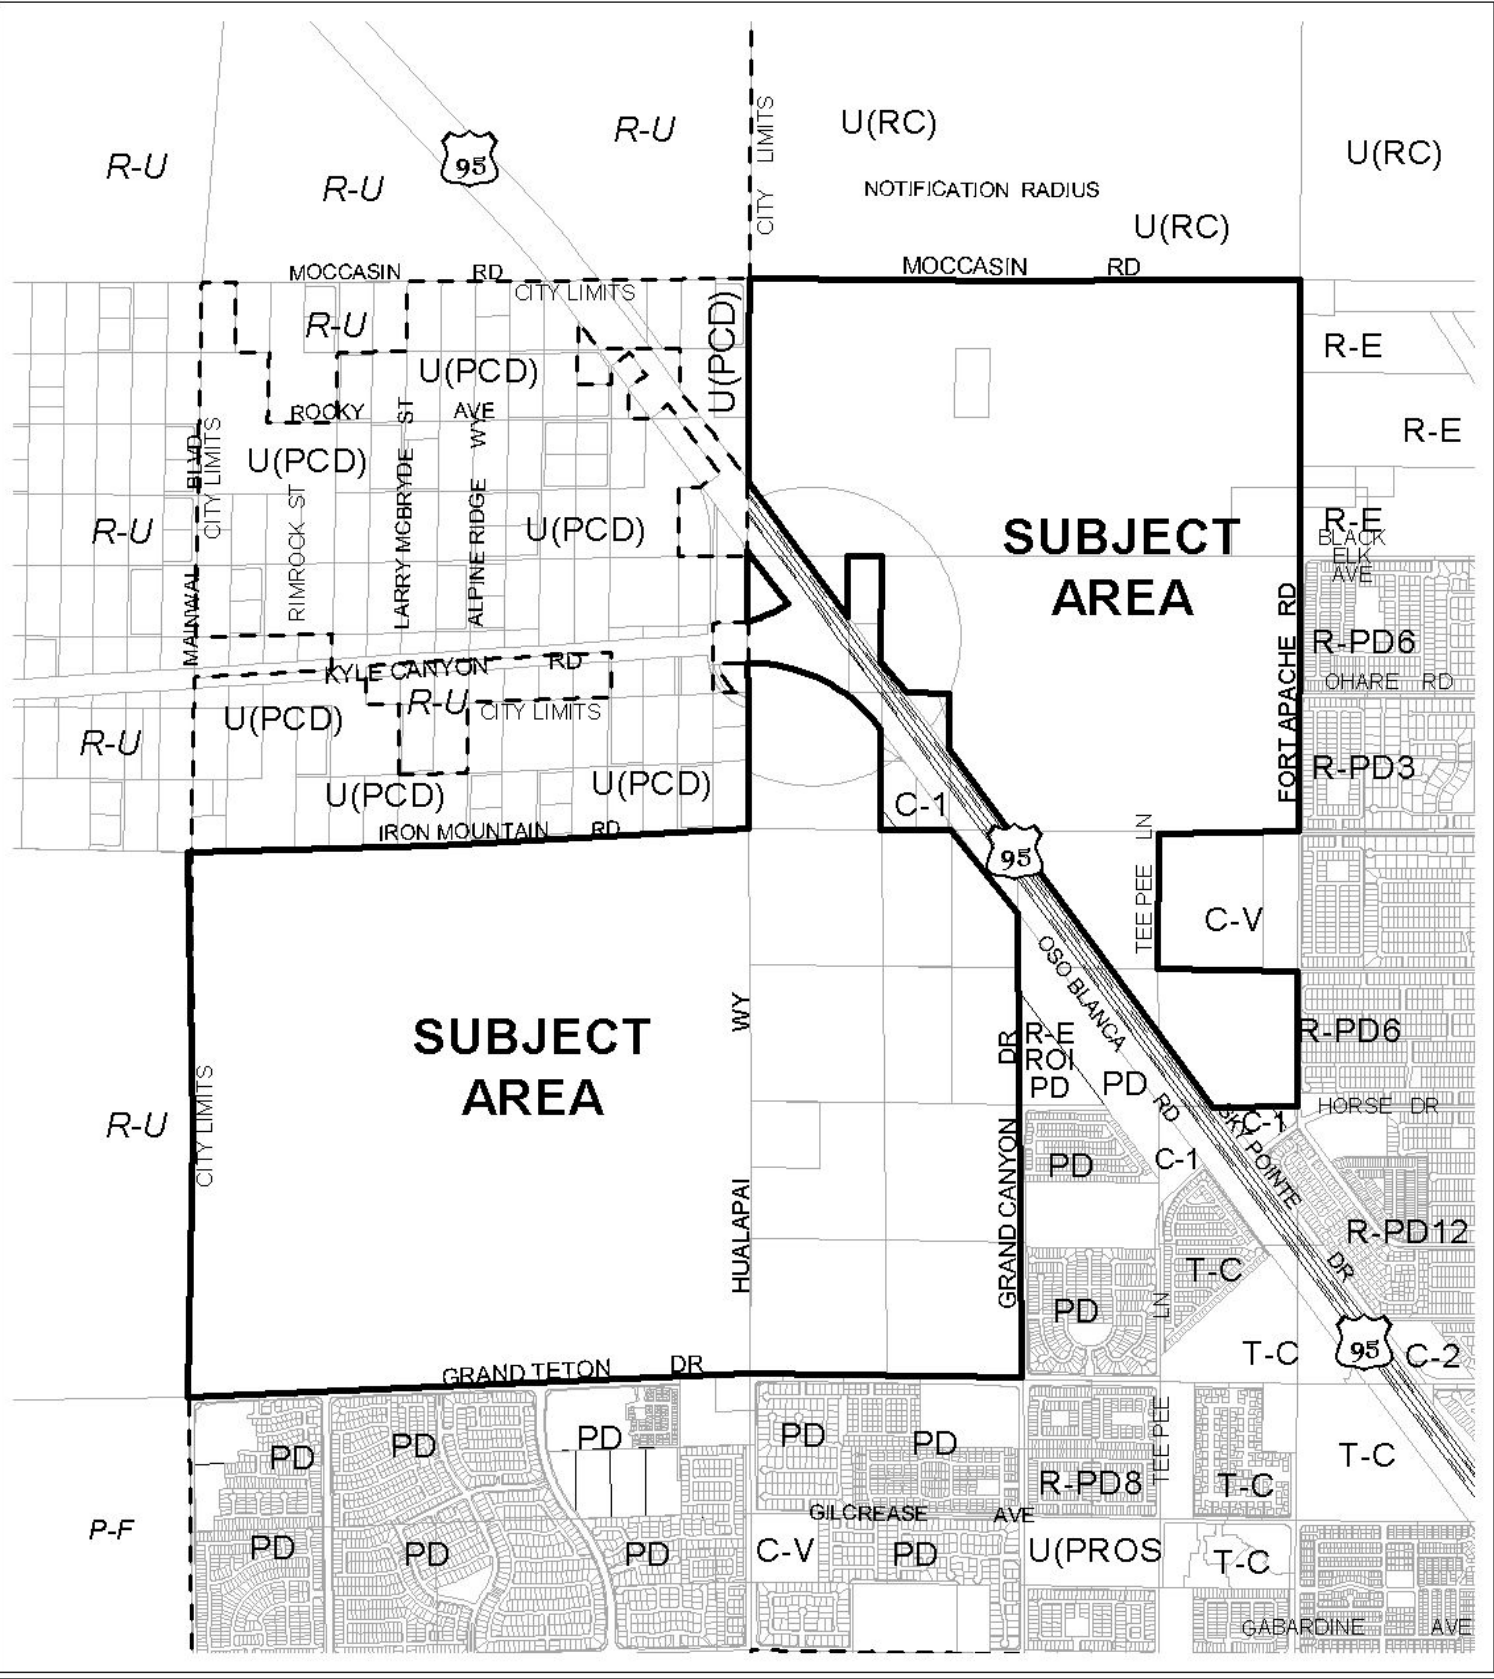 R-U
R-U
R-U
95
CITY LIMITS
U(RC)
U(RC)
NOTIFICATION RADIUS
U(RC)
MOCCASIN RD
CITY LIMITS
MOCCASIN RD
R-U
U(PCD)
U(PCD)
ROCKY AVE
U(PCD)
U(PCD)
R-U
MAINWAL BLVD
CITY LIMITS
RIMROCK ST
LARRY MCBRYDE ST
ALPINE RIDGE WY
R-E
R-E
R-E
SUBJECT
AREA
BLACK
ELK
AVE
FORT APACHE RD
R-PD6
OHARE RD
R-PD3
KYLE CANYON RD
R-U
CITY LIMITS
U(PCD)
R-U
U(PCD)
U(PCD)
IRON MOUNTAIN RD
C-1
95
TEE PEE LN
C-V
OSO BLANCA RD
SUBJECT
AREA
HUALAPAI WY
GRAND CANYON DR
R-E
ROI
PD
PD
R-PD6
HORSE DR
C-1
SKY POINTE DR
CITY LIMITS
R-U
PD
C-1
R-PD12
T-C
PD
TEE PEE LN
T-C
95
C-2
GRAND TETON DR
PD
PD
PD
PD
PD
R-PD8
T-C
T-C
GILCREASE AVE
P-F
PD
PD
PD
C-V
PD
U(PROS
T-C
GABARDINE AVE